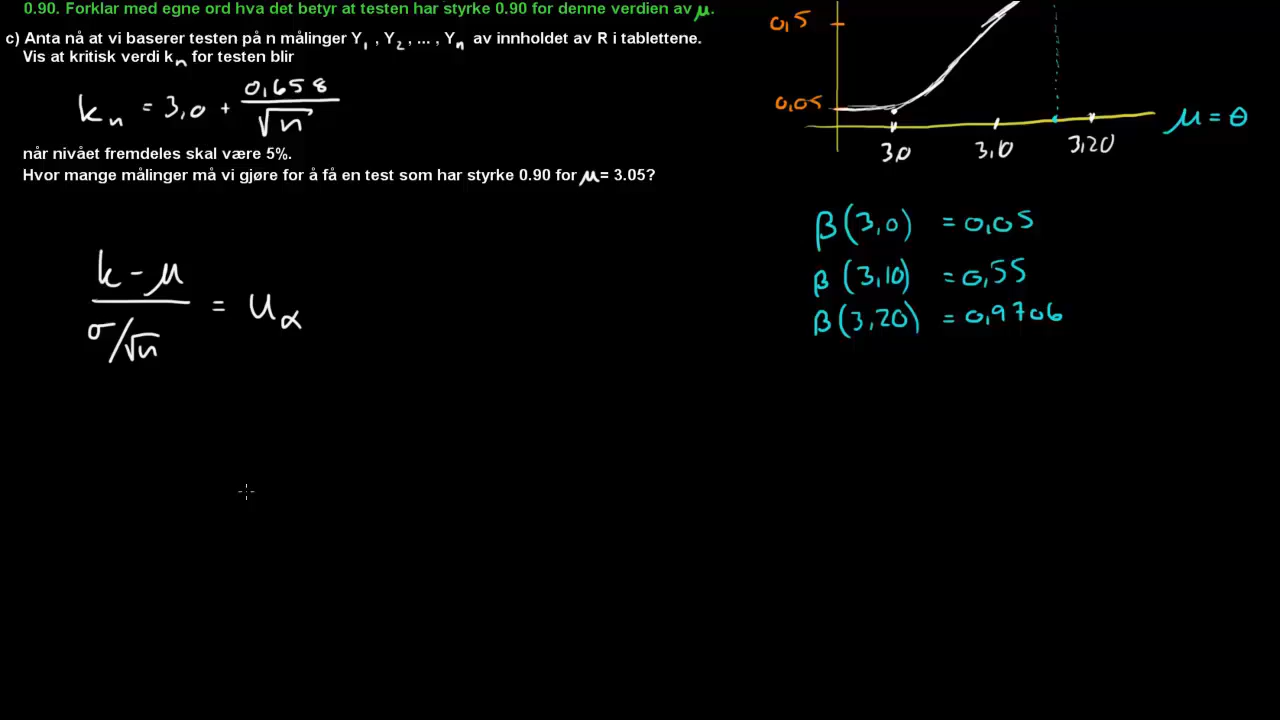 0.90. Forklar med egne ord hva det betyr at testen har styrke 0.90 for denne verdien av μ.
c) Anta nå at vi baserer testen på n målinger Y₁ , Y₂ , ... , Yₙ av innholdet av R i tablettene.
Vis at kritisk verdi kₙ for testen blir
kₙ = 3,0 + 0,658 / √n
når nivået fremdeles skal være 5%.
Hvor mange målinger må vi gjøre for å få en test som har styrke 0.90 for μ = 3.05?
k - μ / σ/√n = u_α
0,5
0,05
3,0 3,10 3,20
μ = θ
β (3,0) = 0,05
β (3,10) = 0,55
β (3,20) = 0,9706